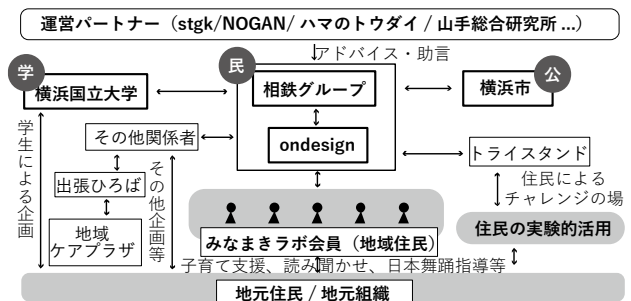 運営パートナー（stgk/NOGAN/ ハマのトウダイ / 山手総合研究所 ...）
アドバイス・助言
学
民
公
横浜国立大学
相鉄グループ
横浜市
ondesign
その他関係者
トライスタンド
学生による企画
出張ひろば
その他企画等
住民による
チャレンジの場
地域
ケアプラザ
住民の実験的活用
みなまきラボ会員（地域住民）
子育て支援、読み聞かせ、日本舞踊指導等
地元住民 / 地元組織